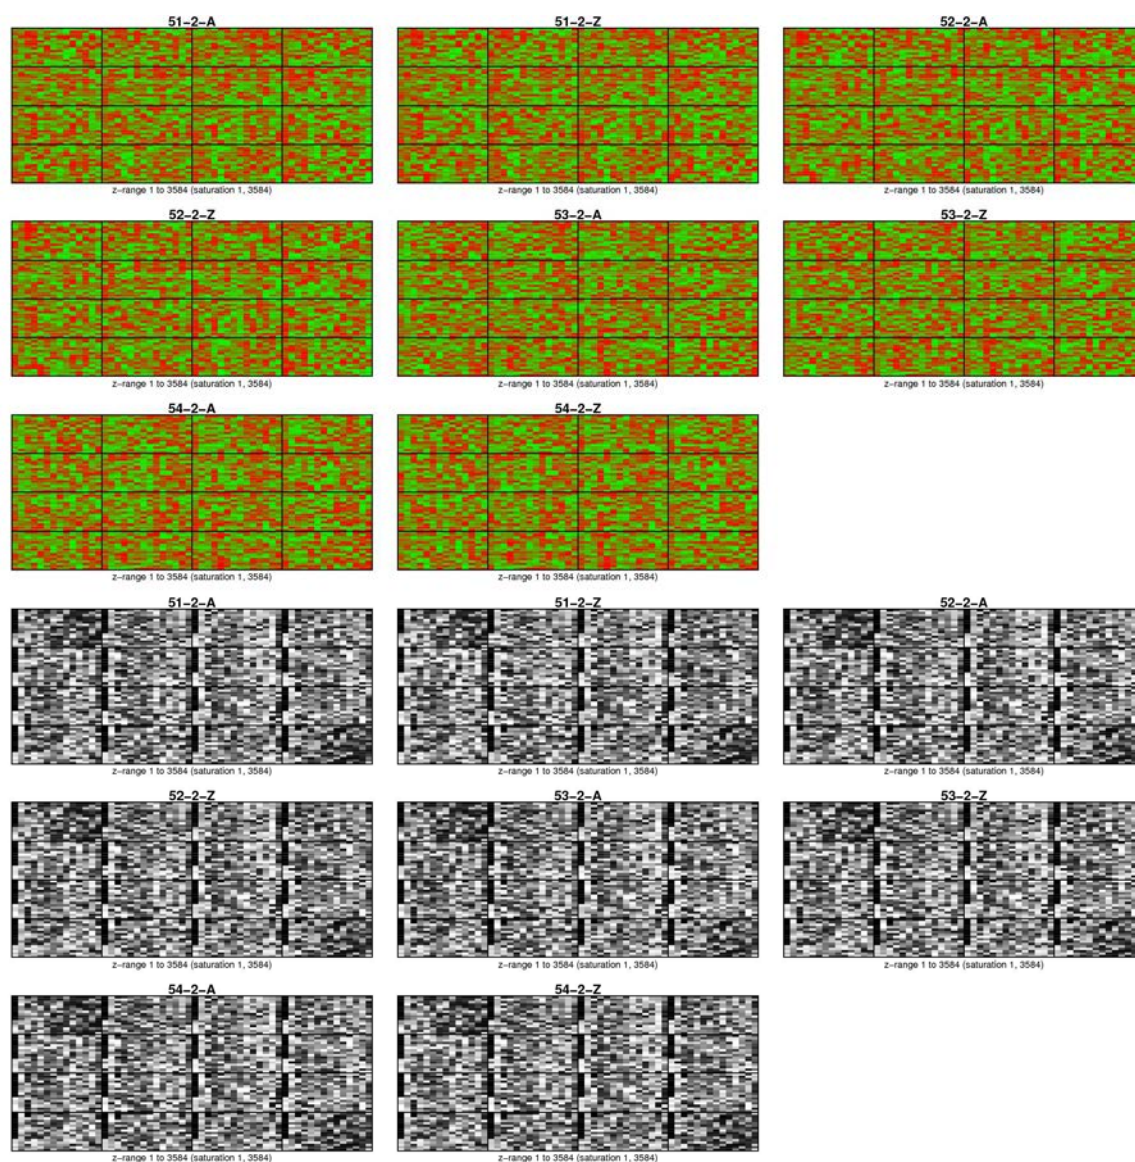 51-2-A 51-2-Z 52-2-A
z-range 1 to 3584 (saturation 1, 3584) z-range 1 to 3584 (saturation 1, 3584) z-range 1 to 3584 (saturation 1, 3584)
52-2-Z 53-2-A 53-2-Z
z-range 1 to 3584 (saturation 1, 3584) z-range 1 to 3584 (saturation 1, 3584) z-range 1 to 3584 (saturation 1, 3584)
54-2-A 54-2-Z
z-range 1 to 3584 (saturation 1, 3584) z-range 1 to 3584 (saturation 1, 3584)
51-2-A 51-2-Z 52-2-A
z-range 1 to 3584 (saturation 1, 3584) z-range 1 to 3584 (saturation 1, 3584) z-range 1 to 3584 (saturation 1, 3584)
52-2-Z 53-2-A 53-2-Z
z-range 1 to 3584 (saturation 1, 3584) z-range 1 to 3584 (saturation 1, 3584) z-range 1 to 3584 (saturation 1, 3584)
54-2-A 54-2-Z
z-range 1 to 3584 (saturation 1, 3584) z-range 1 to 3584 (saturation 1, 3584)